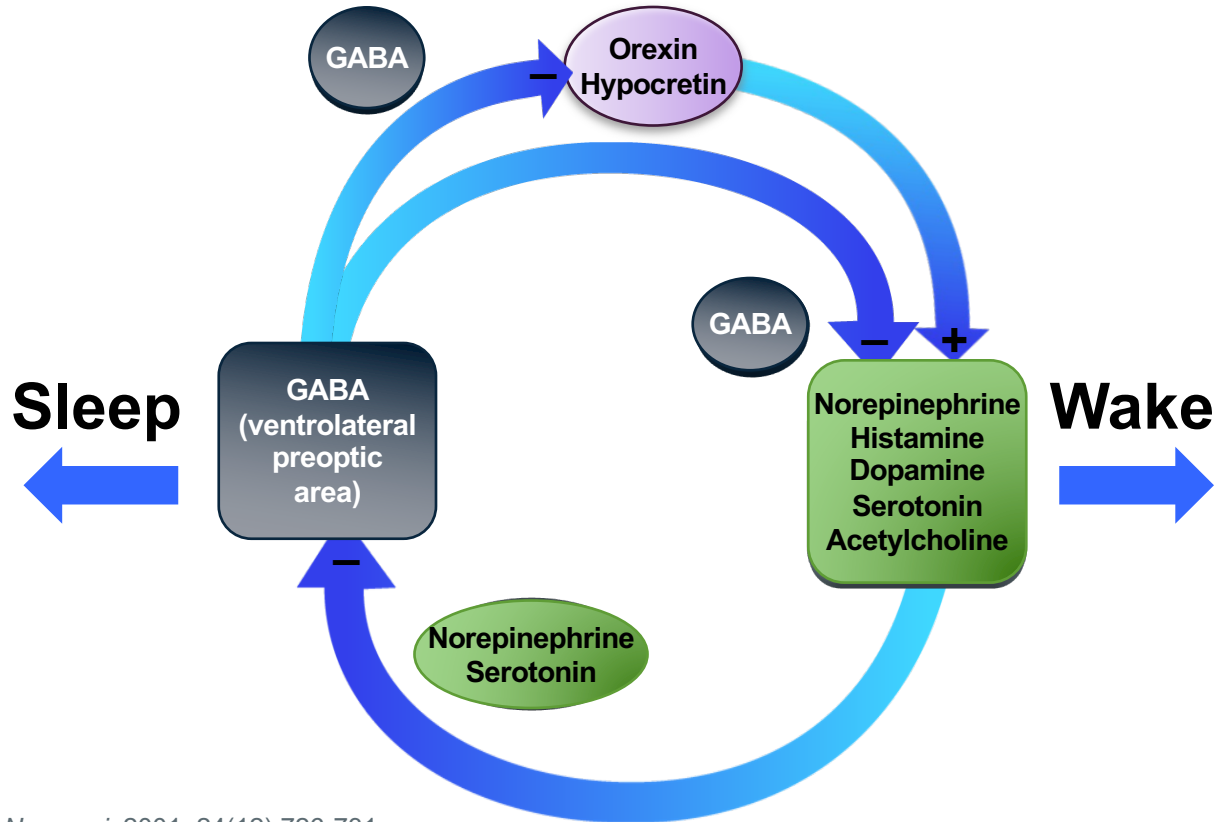 GABA
Orexin
Hypocretin
GABA
Sleep
GABA
(ventrolateral
preoptic
area)
Norepinephrine
Histamine
Dopamine
Serotonin
Acetylcholine
Wake
–
–
+
–
Norepinephrine
Serotonin